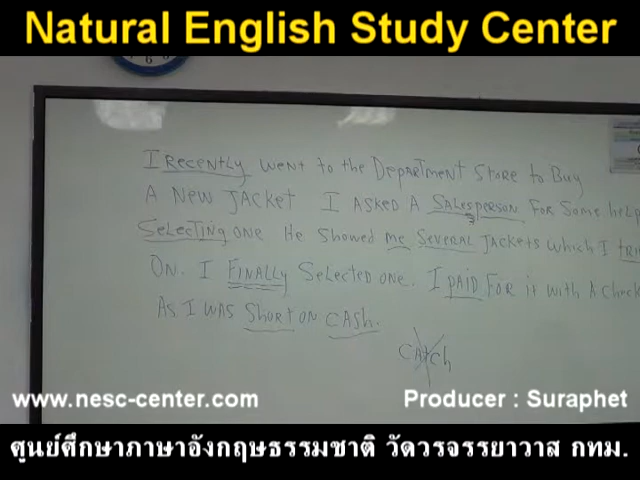 Natural English Study Center
I RECENTLY went to the DEPARTMENT STORE to Buy
A NEW JACKET I ASKED A SALESPERSON FOR Some help
SELECTING ONE He Showed me SEVERAL JACKETS which I
ON. I FINALLY SELECTED ONE. I PAID FOR it with A Check
As I WAS SHORT ON CASH.
CAtch
www.nesc-center.com
Producer : Suraphet
ศูนย์ศึกษาภาษาอังกฤษธรรมชาติ วัดวรจรรยาวาส กทม.